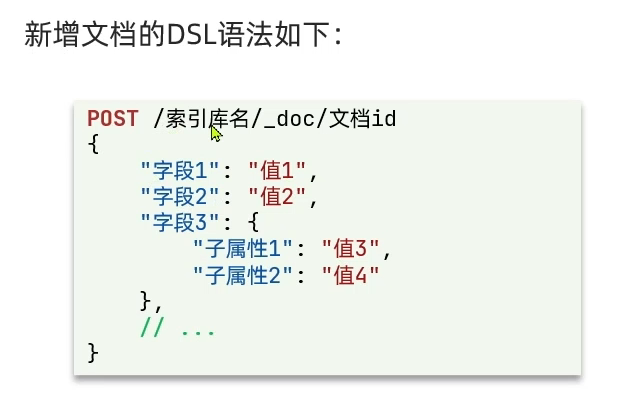 新增文档的DSL语法如下：
POST /索引库名/_doc/文档id
{
    "字段1": "值1",
    "字段2": "值2",
    "字段3": {
        "子属性1": "值3",
        "子属性2": "值4"
    },
    // ...
}